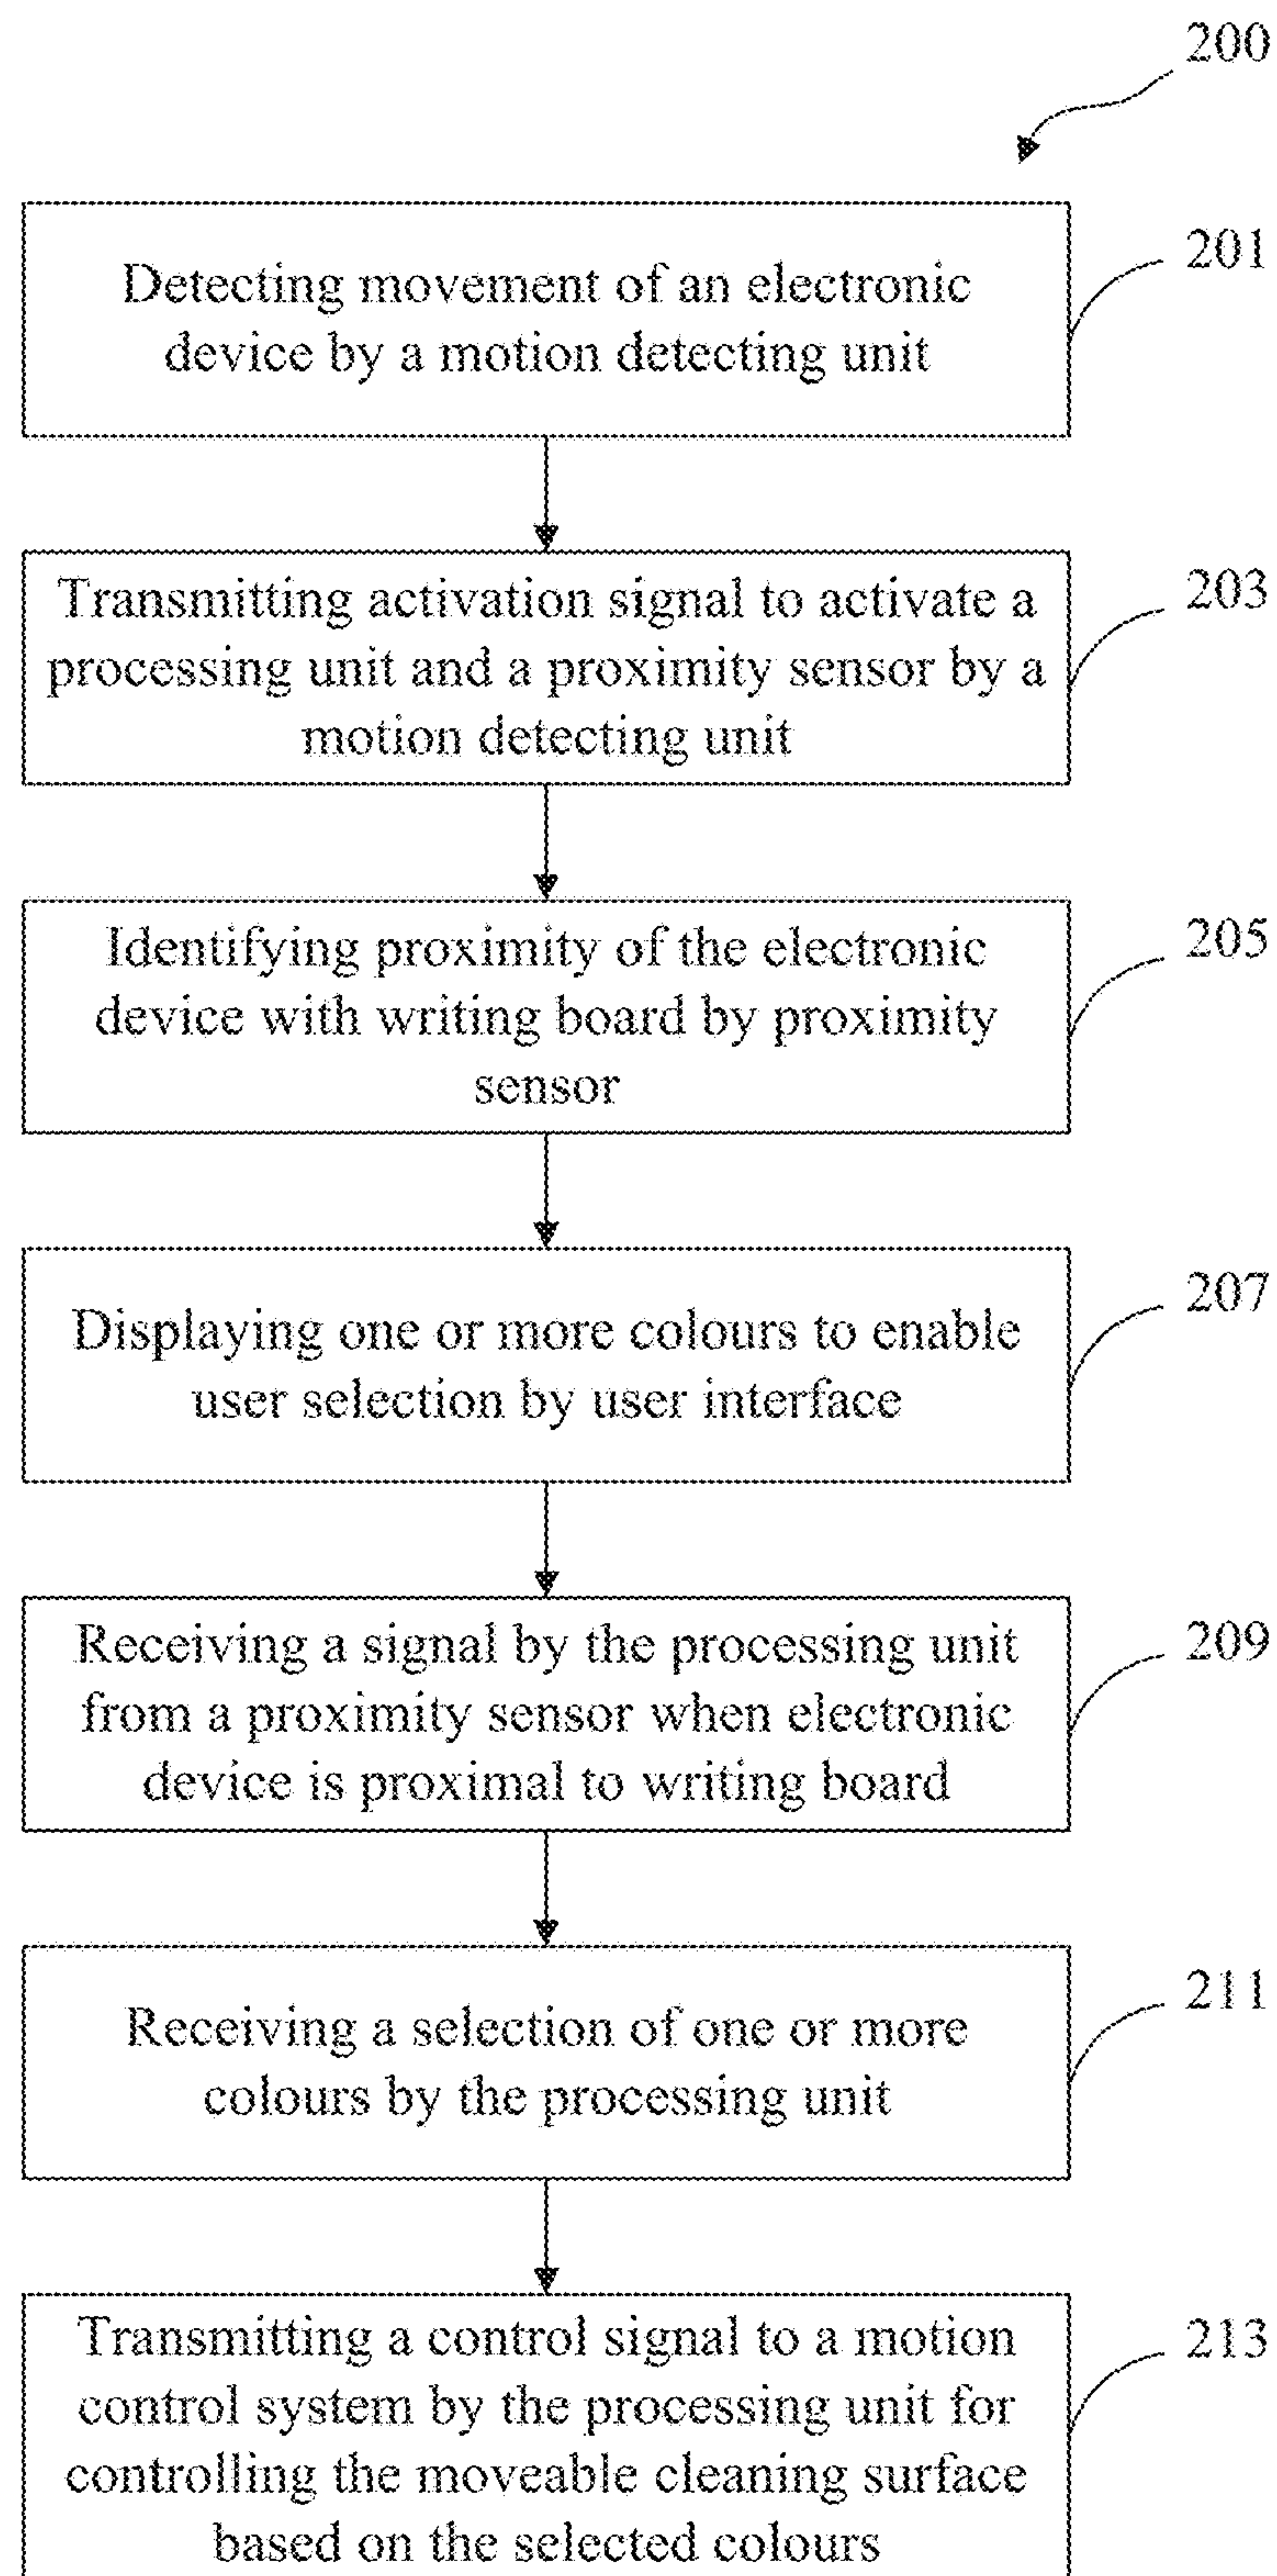 200
201
Detecting movement of an electronic
device by a motion detecting unit
203
Transmitting activation signal to activate a
processing unit and a proximity sensor by a
motion detecting unit
205
Identifying proximity of the electronic
device with writing board by proximity
sensor
207
Displaying one or more colours to enable
user selection by user interface
209
Receiving a signal by the processing unit
from a proximity sensor when electronic
device is proximal to writing board
211
Receiving a selection of one or more
colours by the processing unit
213
Transmitting a control signal to a motion
control system by the processing unit for
controlling the moveable cleaning surface
based on the selected colours